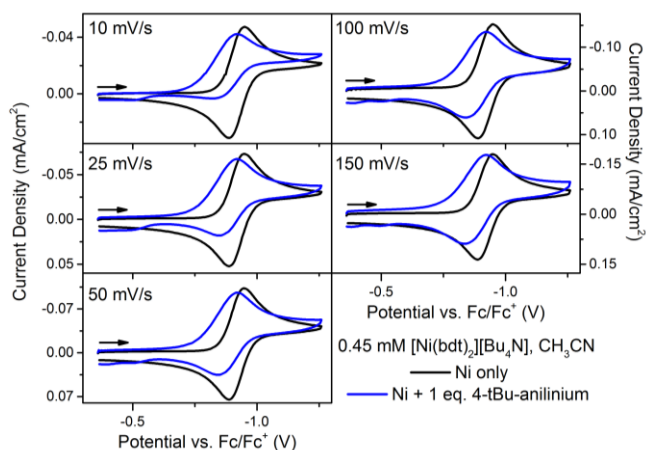 10 mV/s
-0.04
0.00
25 mV/s
-0.05
0.00
0.05
50 mV/s
-0.07
0.00
0.07
-0.5
-1.0
Potential vs. Fc/Fc⁺ (V)
Current Density (mA/cm²)
100 mV/s
-0.10
0.00
0.10
150 mV/s
-0.15
0.00
0.15
-0.5
-1.0
Potential vs. Fc/Fc⁺ (V)
Current Density (mA/cm²)
0.45 mM [Ni(bdt)₂][Bu₄N], CH₃CN
Ni only
Ni + 1 eq. 4-tBu-anilinium